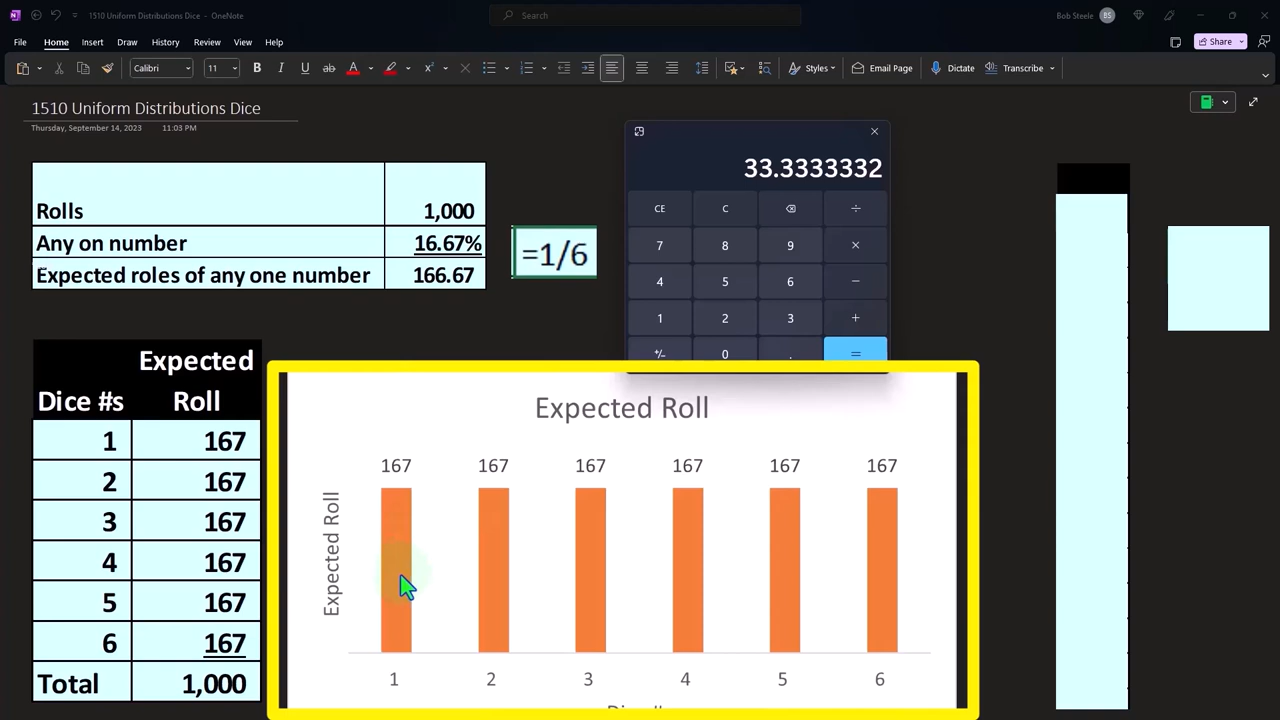 1510 Uniform Distributions Dice - OneNote
Search
Bob Steele
BS
File Home Insert Draw History Review View Help
Share
Calibri
11
B I U ab A x²
Styles
Email Page
Dictate
Transcribe
1510 Uniform Distributions Dice
Thursday, September 14, 2023 11:03 PM
Rolls 1,000
Any on number 16.67%
Expected roles of any one number 166.67
=1/6
33.3333332
CE C ⌫ ÷
7 8 9 ×
4 5 6 −
1 2 3 +
+/- 0 . =
Expected
Dice #s Roll
1 167
2 167
3 167
4 167
5 167
6 167
Total 1,000
Expected Roll
167 167 167 167 167 167
Expected Roll
1 2 3 4 5 6